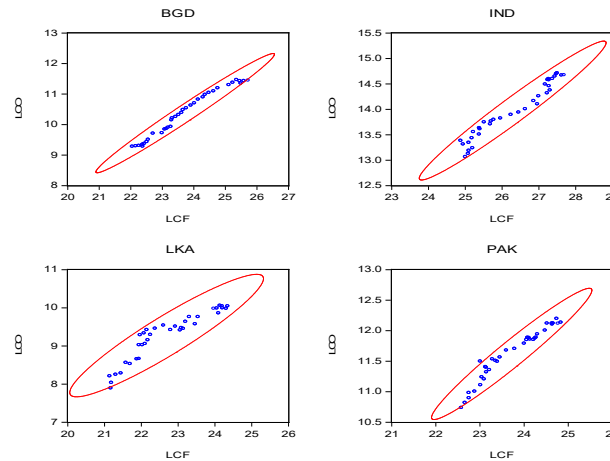 BGD
13
12
11
10
9
8
LCO
21 22 23 24 25 26 27
LCF
IND
15.5
15.0
14.5
14.0
13.5
13.0
12.5
LCO
23 24 25 26 27 28 2
LCF
LKA
11
10
9
8
7
LCO
20 21 22 23 24 25 26
LCF
PAK
13.0
12.5
12.0
11.5
11.0
10.5
LCO
21 22 23 24 25 2
LCF